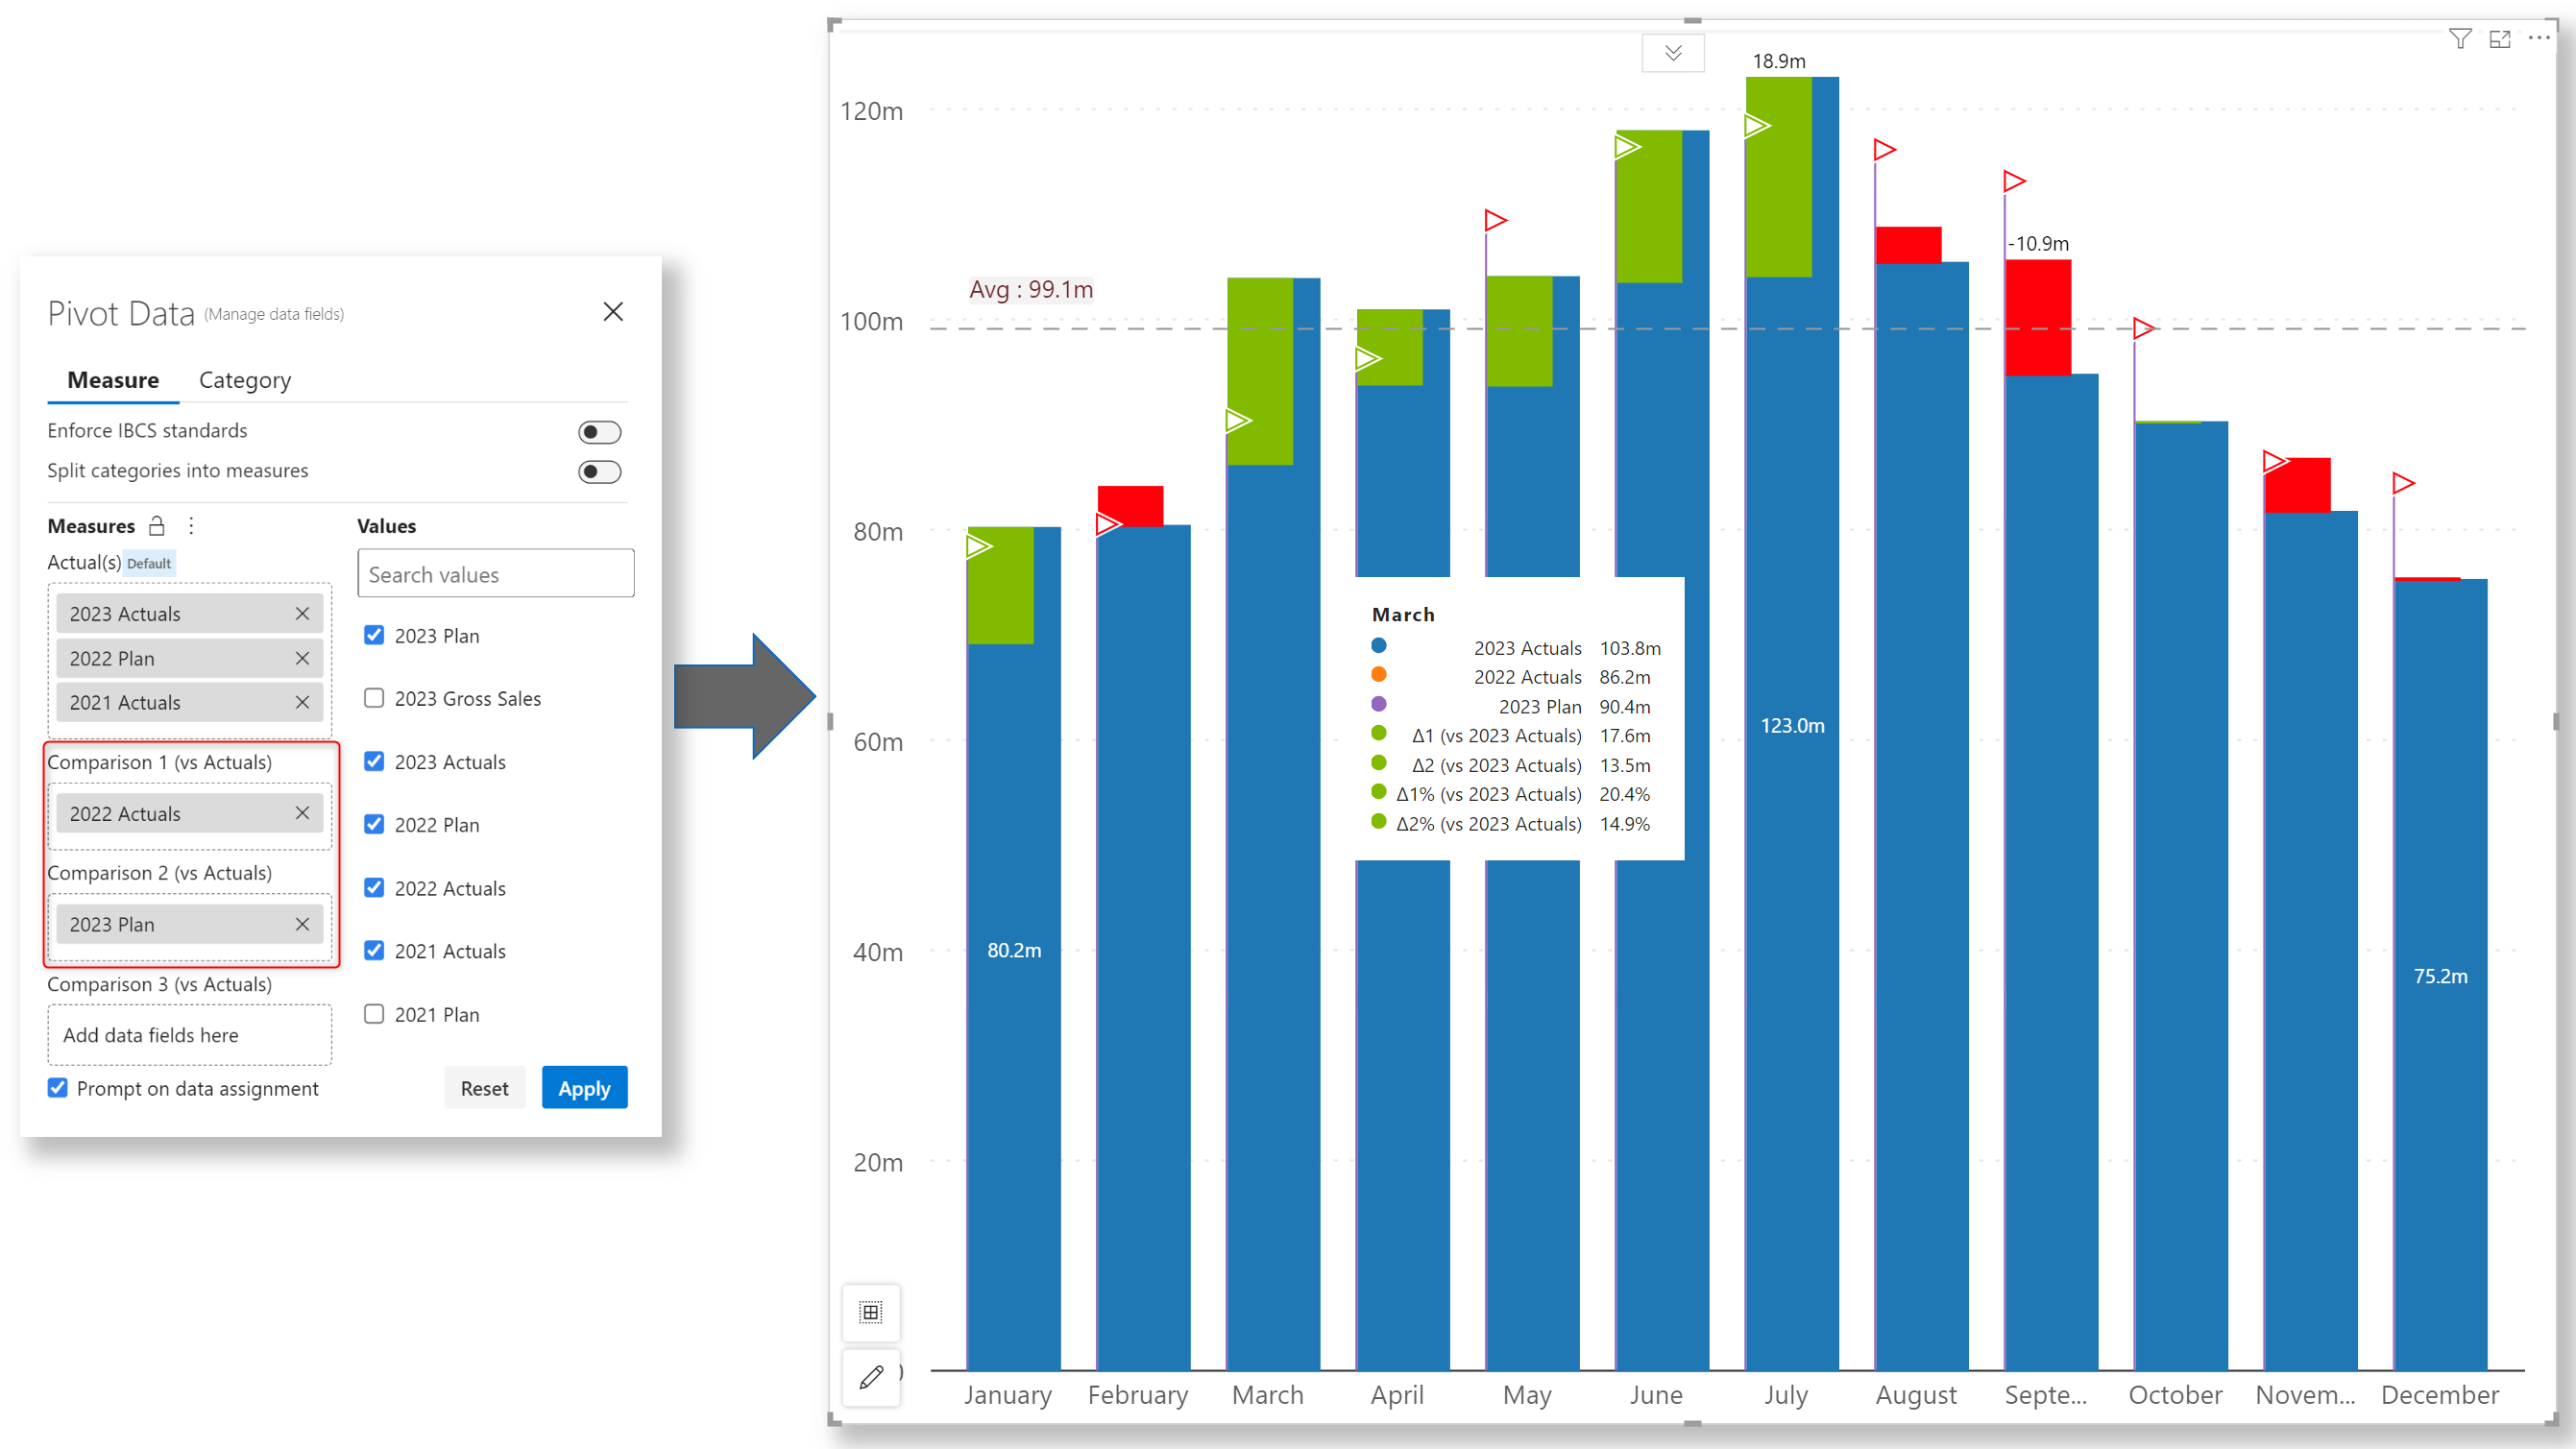 Pivot Data (Manage data fields)
Measure Category
Enforce IBCS standards
Split categories into measures
Measures
Actual(s) Default
2023 Actuals
2022 Plan
2021 Actuals
Comparison 1 (vs Actuals)
2022 Actuals
Comparison 2 (vs Actuals)
2023 Plan
Comparison 3 (vs Actuals)
Add data fields here
Prompt on data assignment
Values
Search values
2023 Plan
2023 Gross Sales
2023 Actuals
2022 Plan
2022 Actuals
2021 Actuals
2021 Plan
Reset Apply
120m
100m
80m
60m
40m
20m
Avg : 99.1m
18.9m
-10.9m
80.2m
123.0m
75.2m
March
2023 Actuals 103.8m
2022 Actuals 86.2m
2023 Plan 90.4m
Δ1 (vs 2023 Actuals) 17.6m
Δ2 (vs 2023 Actuals) 13.5m
Δ1% (vs 2023 Actuals) 20.4%
Δ2% (vs 2023 Actuals) 14.9%
January February March April May June July August Septe... October Novem... December